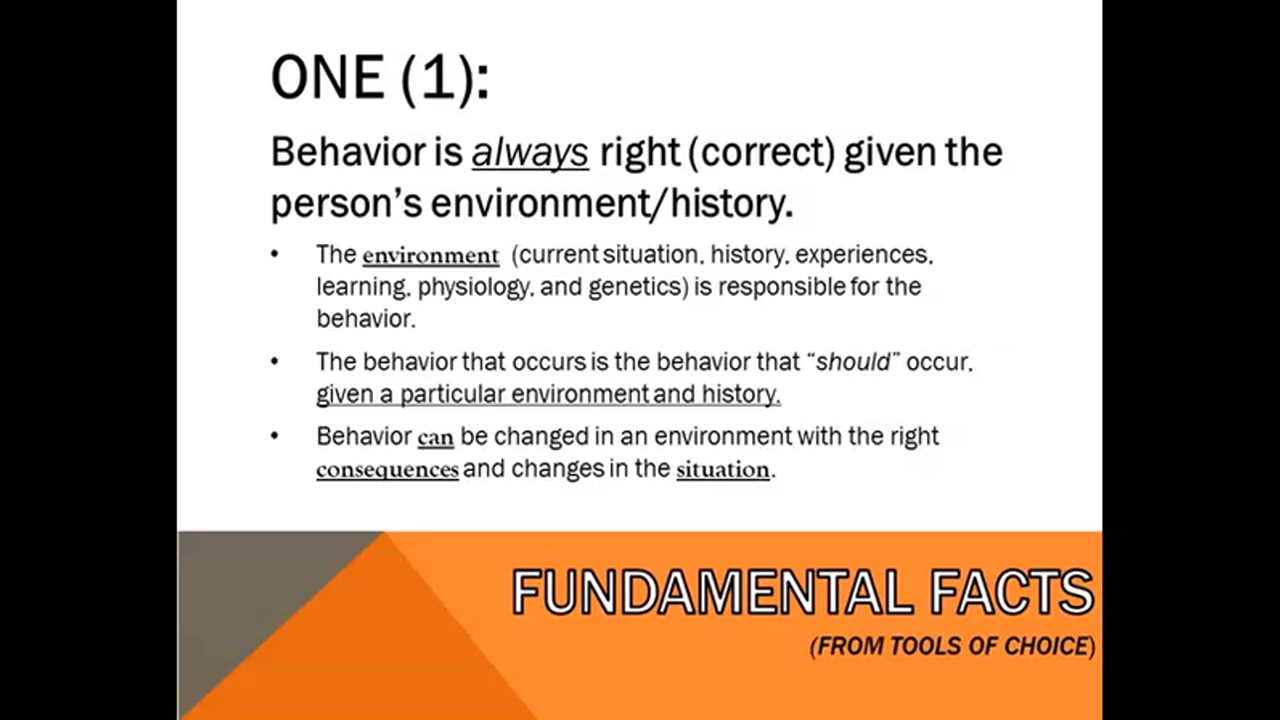 ONE (1):
Behavior is always right (correct) given the
person's environment/history.
• The environment (current situation, history, experiences,
learning, physiology, and genetics) is responsible for the
behavior.
• The behavior that occurs is the behavior that “should” occur,
given a particular environment and history.
• Behavior can be changed in an environment with the right
consequences and changes in the situation.
FUNDAMENTAL FACTS
(FROM TOOLS OF CHOICE)